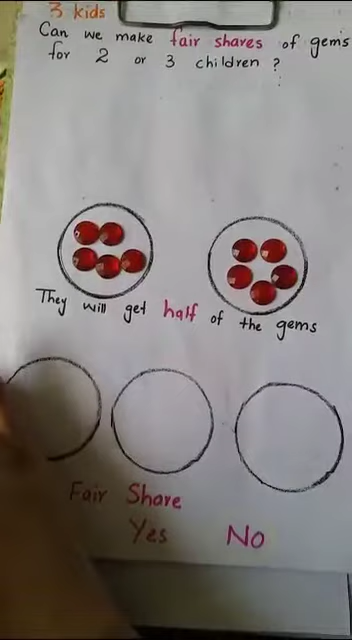 3 kids
Can we make fair shares of gems
for 2 or 3 children ?
They will get half of the gems
Fair Share
Yes No